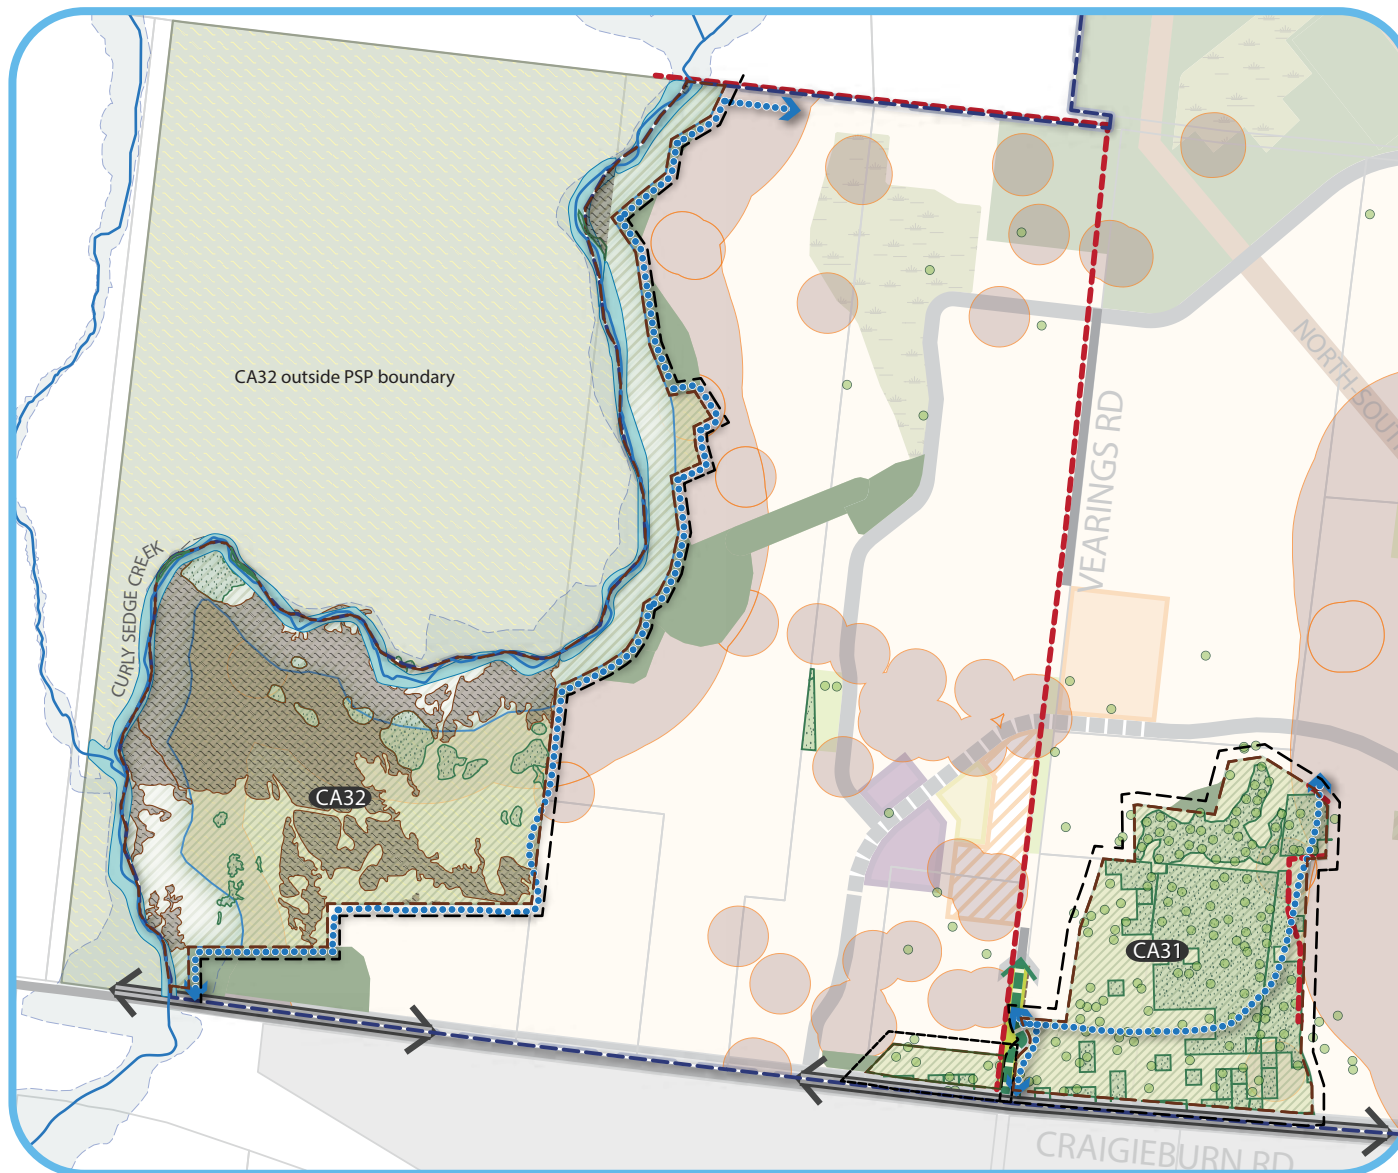 NORTH-SOUT
CA32 outside PSP boundary
VEARINGS RD
CURLY SEDGE CREEK
CA32
CA31
CRAIGIEBURN RD